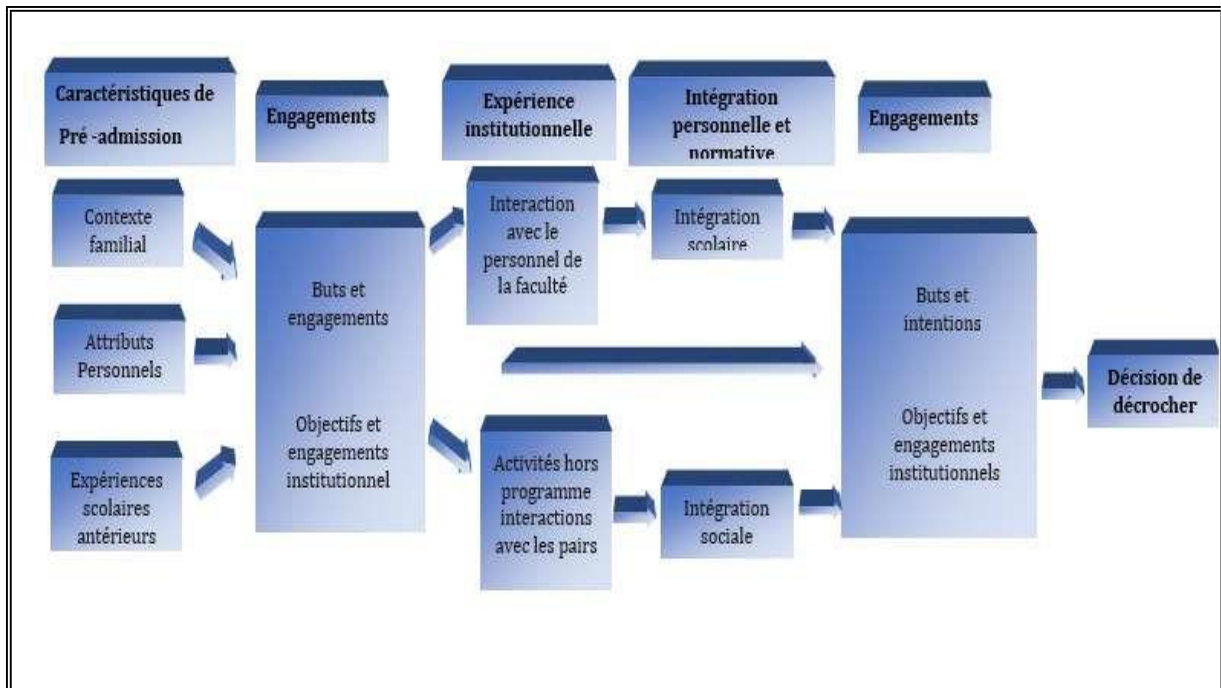 Caractéristiques de
Pré -admission
Engagements
Expérience
institutionnelle
Intégration
personnelle et
normative
Engagements
Contexte
familial
Attributs
Personnels
Expériences
scolaires
antérieurs
Buts et
engagements
Objectifs et
engagements
institutionnel
Interaction
avec le
personnel de
la faculté
Activités hors
programme
interactions
avec les pairs
Intégration
scolaire
Intégration
sociale
Buts et
intentions
Objectifs et
engagements
institutionnels
Décision de
décrocher